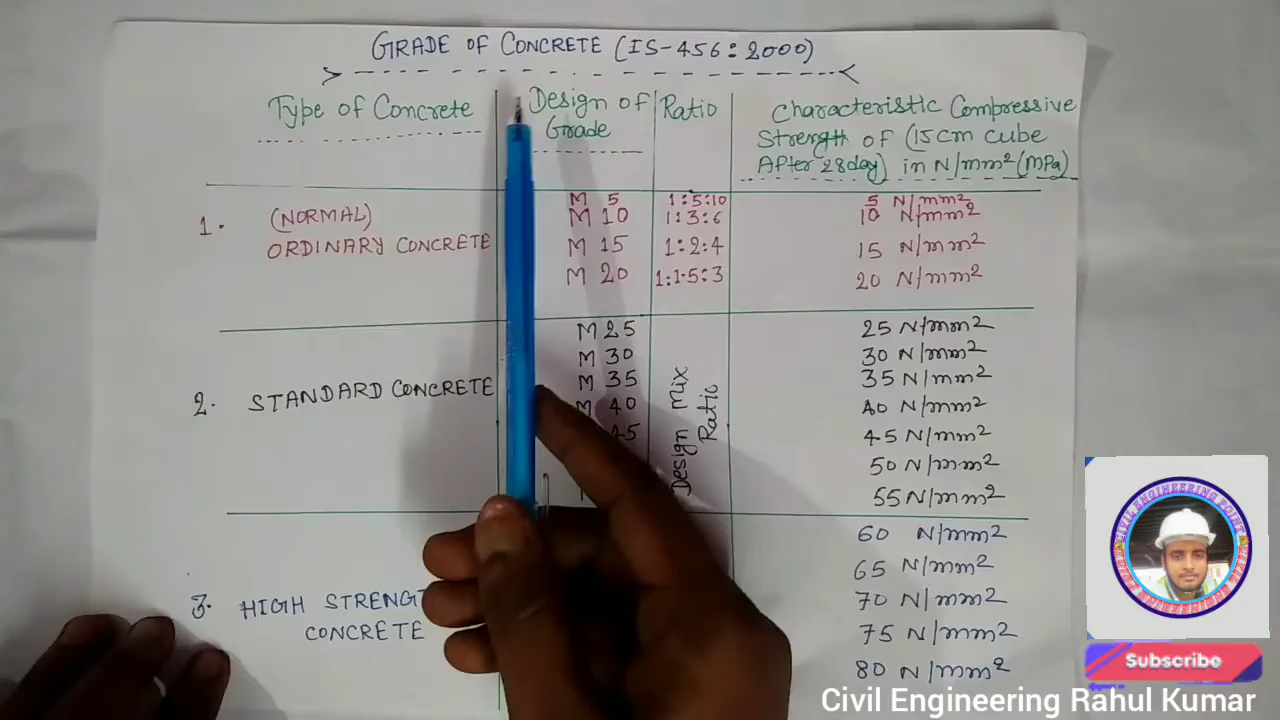 GRADE OF CONCRETE (IS-456:2000)
Type of Concrete
Design of Grade
Ratio
Characteristic Compressive Strength of (15cm cube After 28day) in N/mm² (MPa)
1. (NORMAL) ORDINARY CONCRETE
M 5 1:5:10 5 N/mm²
M 10 1:3:6 10 N/mm²
M 15 1:2:4 15 N/mm²
M 20 1:1.5:3 20 N/mm²
2. STANDARD CONCRETE
Design Mix Ratio
M 25 25 N/mm²
M 30 30 N/mm²
M 35 35 N/mm²
M 40 40 N/mm²
45 45 N/mm²
50 N/mm²
55 N/mm²
3. HIGH STRENGT
CONCRETE
60 N/mm²
65 N/mm²
70 N/mm²
75 N/mm²
80 N/mm²
CIVIL ENGINEERING POINT
Subscribe
Civil Engineering Rahul Kumar